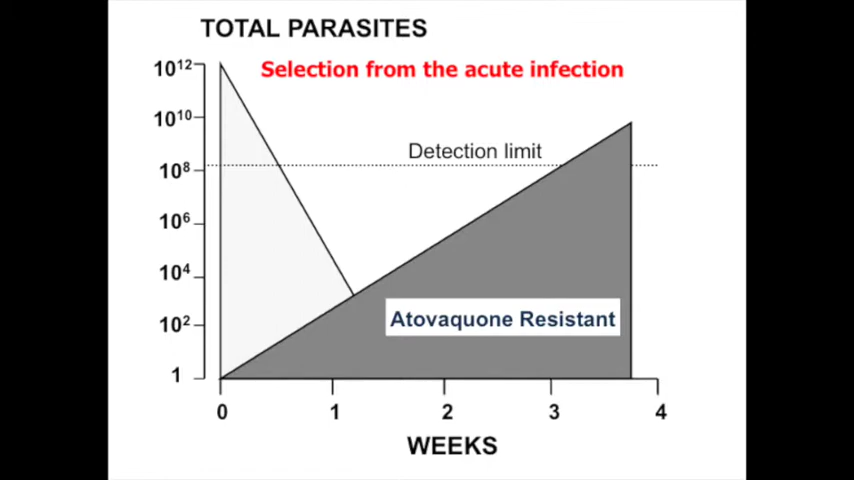 TOTAL PARASITES
Selection from the acute infection
10¹²
10¹⁰
10⁸
10⁶
10⁴
10²
1
Detection limit
Atovaquone Resistant
0 1 2 3 4
WEEKS